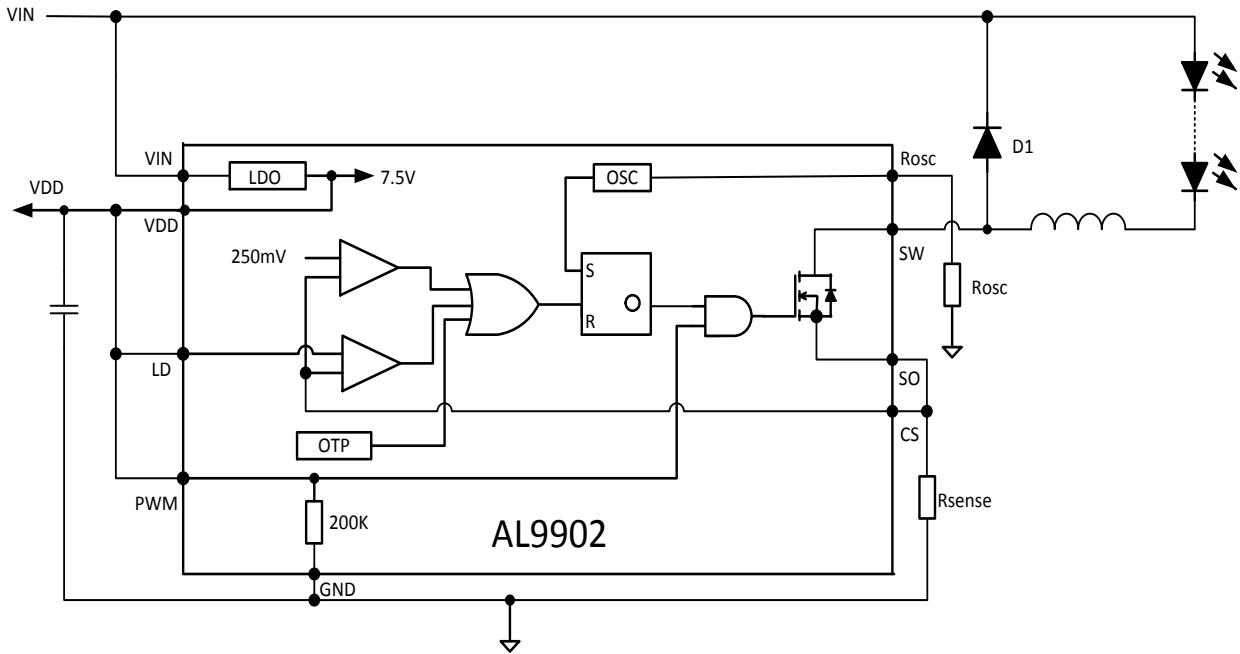 VIN
VIN
LDO
7.5V
OSC
Rosc
D1
VDD
VDD
SW
250mV
S
O
R
Rosc
LD
SO
CS
OTP
PWM
200K
Rsense
AL9902
GND